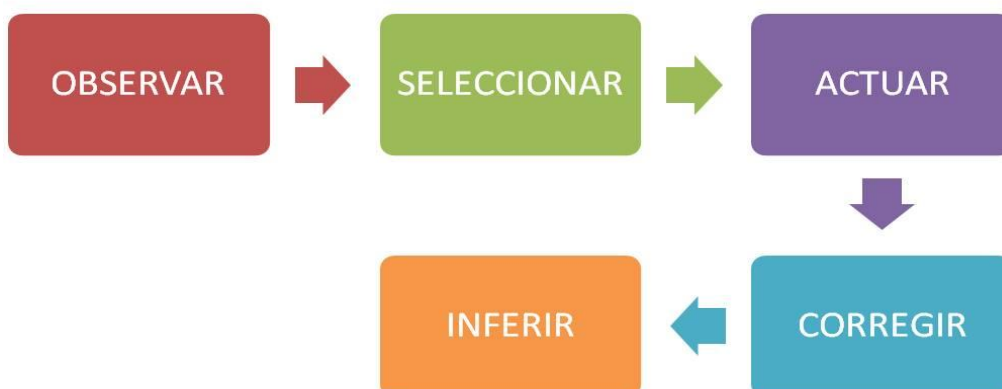 OBSERVAR
SELECCIONAR
ACTUAR
CORREGIR
INFERIR